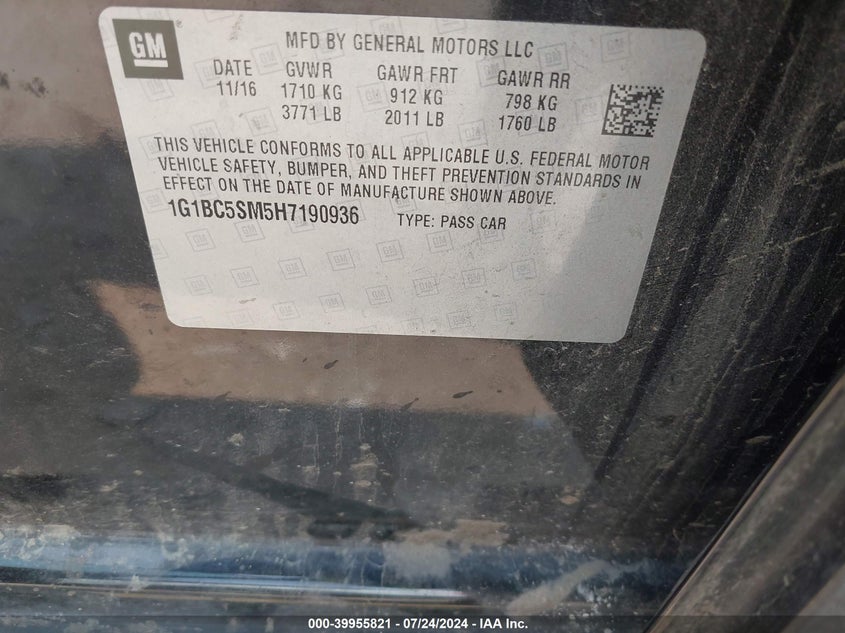 GM
MFD BY GENERAL MOTORS LLC
DATE GVWR GAWR FRT GAWR RR
11/16 1710 KG 912 KG 798 KG
3771 LB 2011 LB 1760 LB
THIS VEHICLE CONFORMS TO ALL APPLICABLE U.S. FEDERAL MOTOR
VEHICLE SAFETY, BUMPER, AND THEFT PREVENTION STANDARDS IN
EFFECT ON THE DATE OF MANUFACTURE SHOWN ABOVE.
1G1BC5SM5H7190936 TYPE: PASS CAR
000-39955821 / 07/24/2024 - IAA Inc.